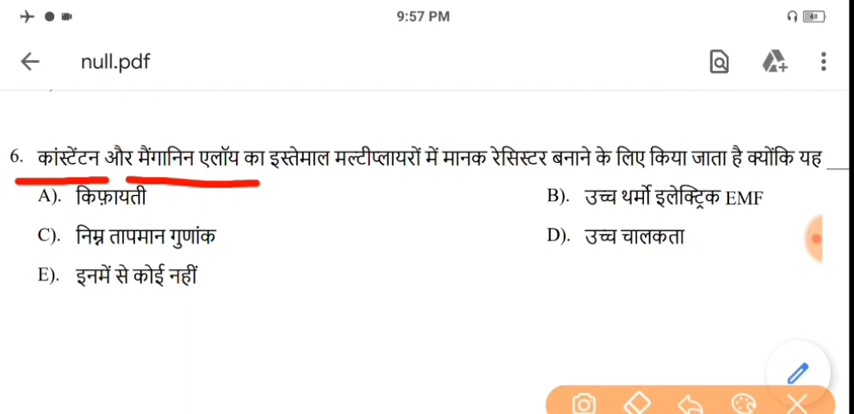 9:57 PM
null.pdf
6. कांस्टेंटन और मैंगानिन एलॉय का इस्तेमाल मल्टीप्लायरों में मानक रेसिस्टर बनाने के लिए किया जाता है क्योंकि यह ___
A). किफ़ायती B). उच्च थर्मो इलेक्ट्रिक EMF
C). निम्न तापमान गुणांक D). उच्च चालकता
E). इनमें से कोई नहीं